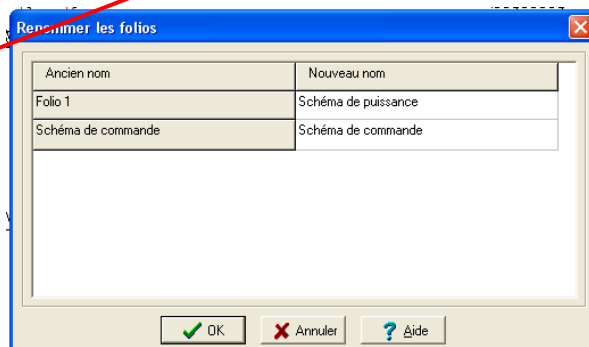 Renommer les folios
Ancien nom Nouveau nom
Folio 1 Schéma de puissance
Schéma de commande Schéma de commande
OK Annuler Aide